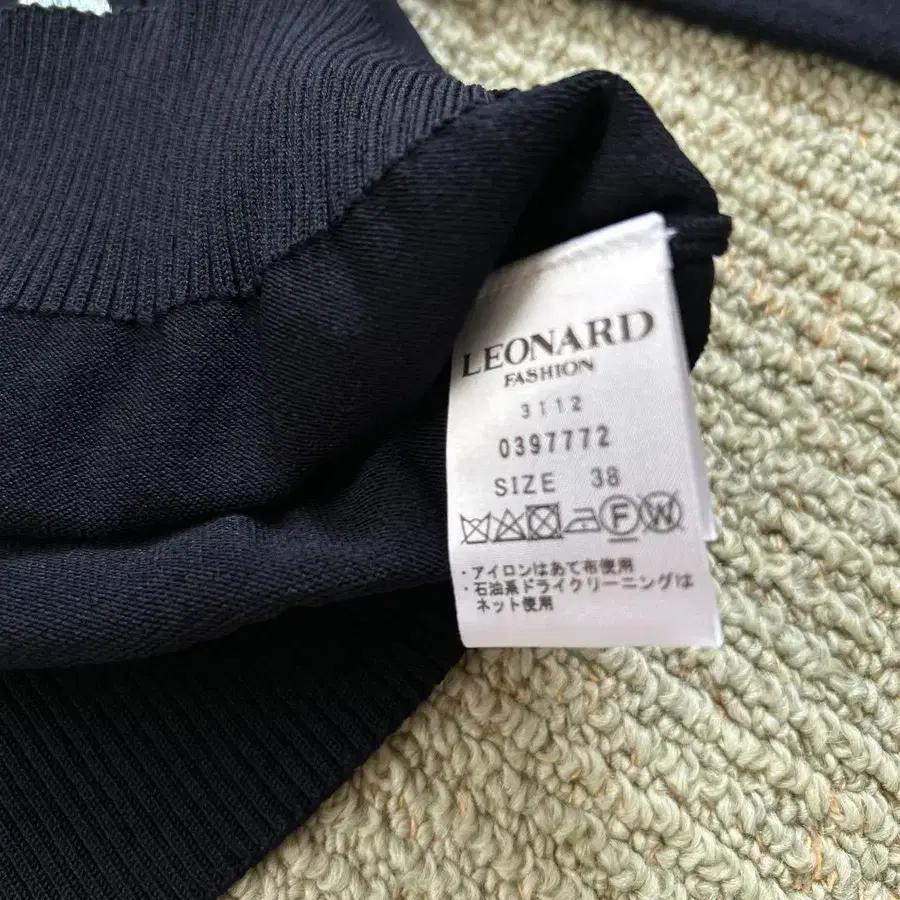 LEONARD
FASHION
3112
0397772
SIZE 38
F W
・アイロンはあて布使用
・石油系ドライクリーニングは
ネット使用